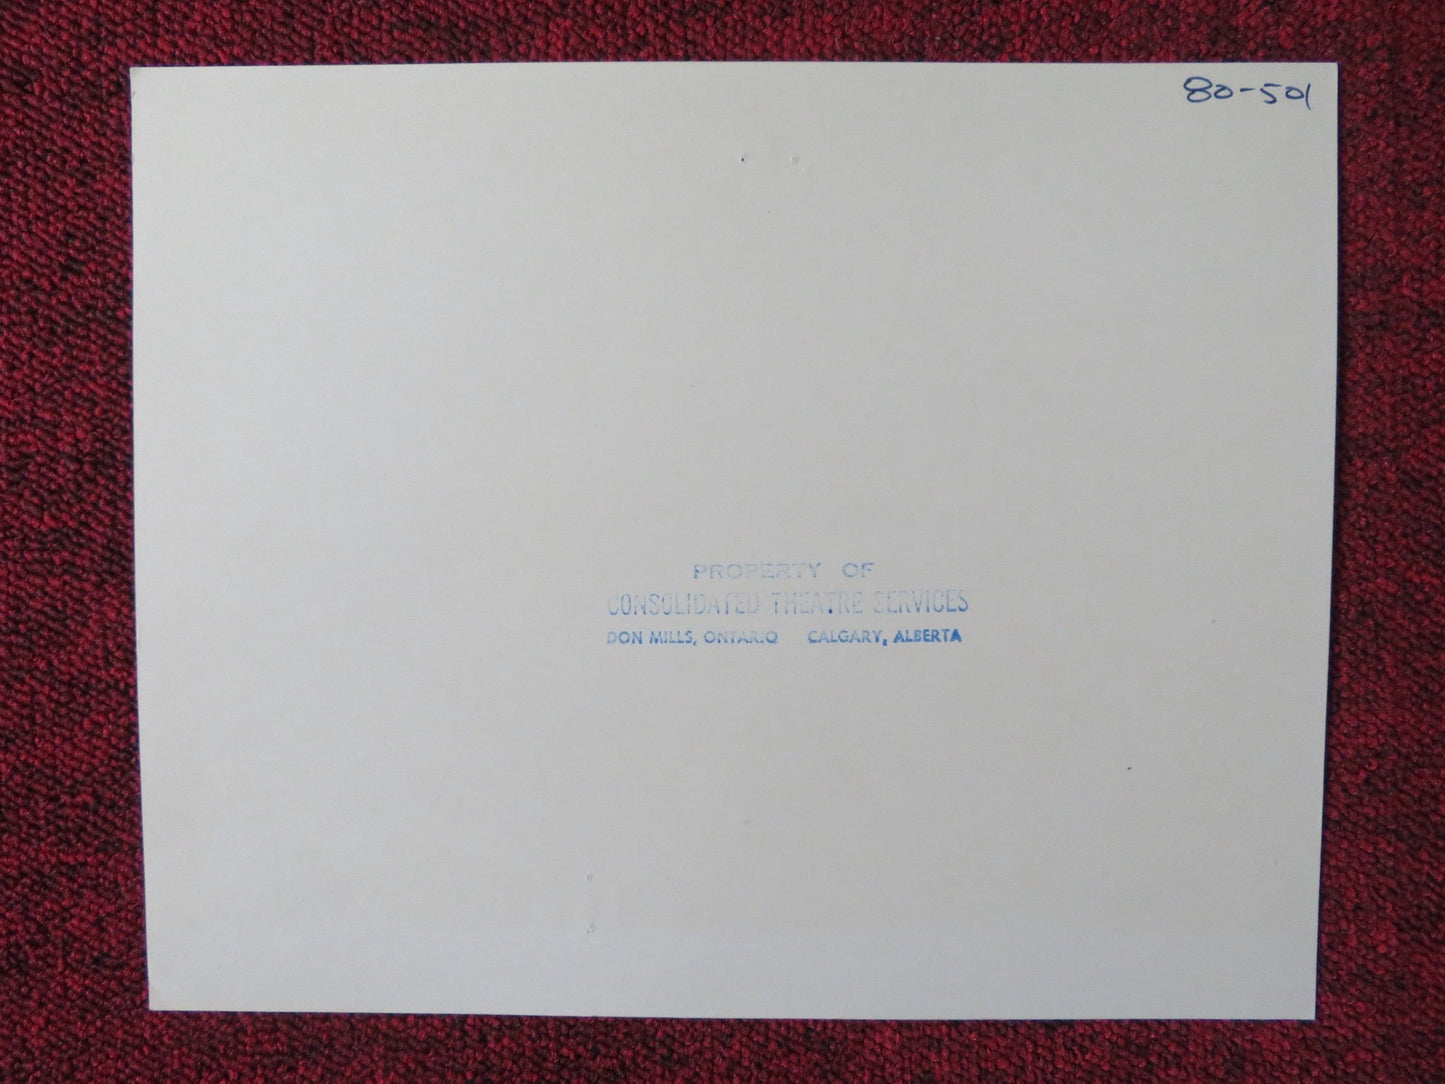 80-501
PROPERTY OF
CONSOLIDATED THEATRE SERVICES
DON MILLS, ONTARIO CALGARY, ALBERTA